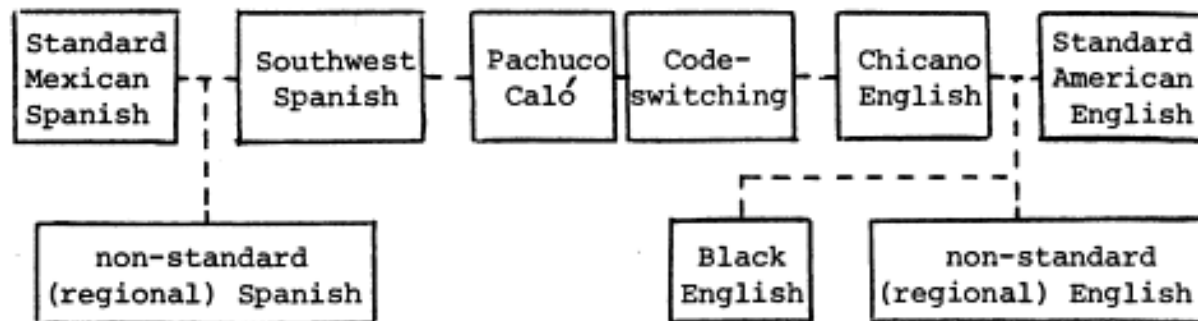 Standard
Mexican
Spanish
Southwest
Spanish
Pachuco
Caló
Code-
switching
Chicano
English
Standard
American
English
non-standard
(regional) Spanish
Black
English
non-standard
(regional) English